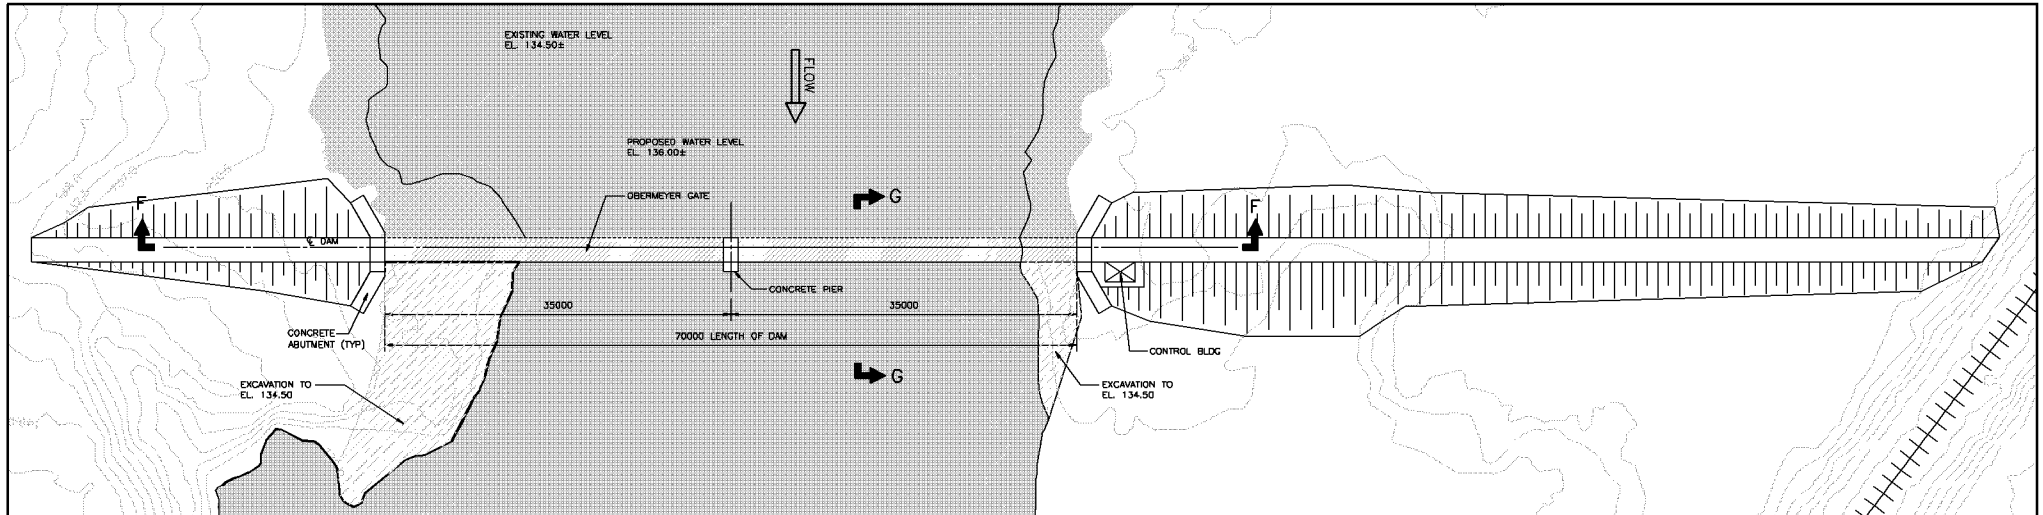 EXISTING WATER LEVEL
EL. 134.50±
FLOW
PROPOSED WATER LEVEL
EL. 136.00±
OBERMEYER GATE
G
F
F
℄ DAM
CONCRETE PIER
35000
35000
70000 LENGTH OF DAM
CONCRETE
ABUTMENT (TYP)
CONTROL BLDG
G
EXCAVATION TO
EL. 134.50
EXCAVATION TO
EL. 134.50